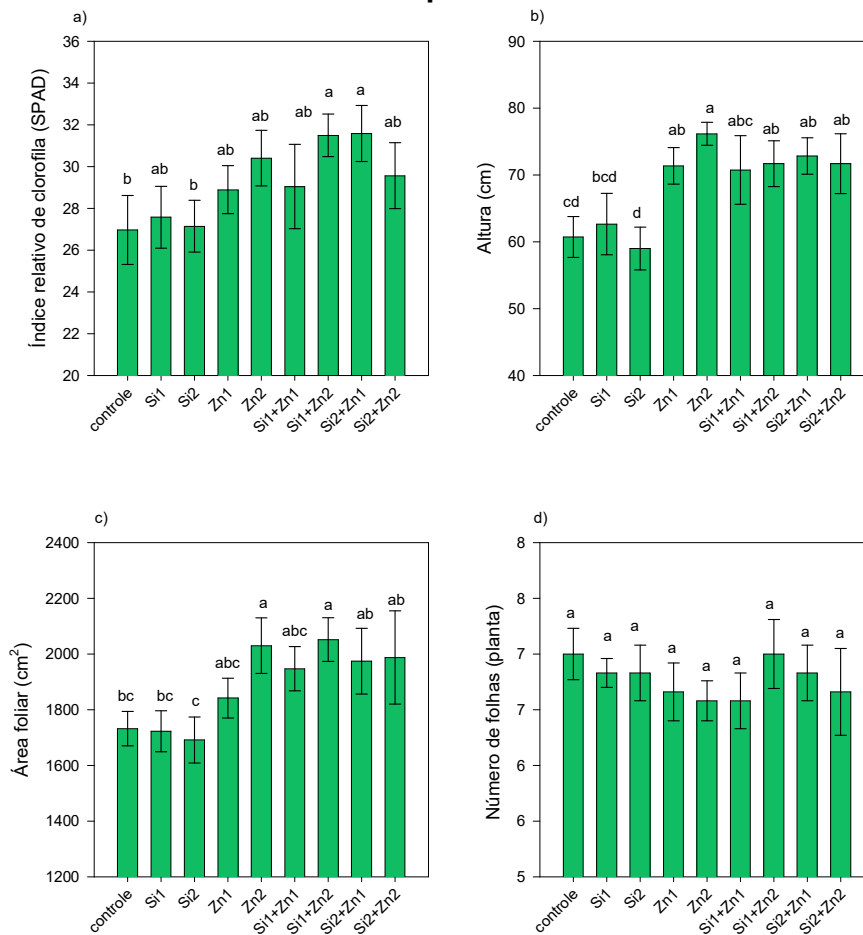 a)
Índice relativo de clorofila (SPAD)
36
34
32
30
28
26
24
22
20
b
ab
b
ab
ab
ab
a
a
ab
controle
Si1
Si2
Zn1
Zn2
Si1+Zn1
Si1+Zn2
Si2+Zn1
Si2+Zn2
b)
Altura (cm)
90
80
70
60
50
40
cd
bcd
d
ab
a
abc
ab
ab
ab
controle
Si1
Si2
Zn1
Zn2
Si1+Zn1
Si1+Zn2
Si2+Zn1
Si2+Zn2
c)
Área foliar (cm²)
2400
2200
2000
1800
1600
1400
1200
bc
bc
c
abc
a
abc
a
ab
ab
controle
Si1
Si2
Zn1
Zn2
Si1+Zn1
Si1+Zn2
Si2+Zn1
Si2+Zn2
d)
Número de folhas (planta)
8
8
7
7
6
6
5
a
a
a
a
a
a
a
a
a
controle
Si1
Si2
Zn1
Zn2
Si1+Zn1
Si1+Zn2
Si2+Zn1
Si2+Zn2